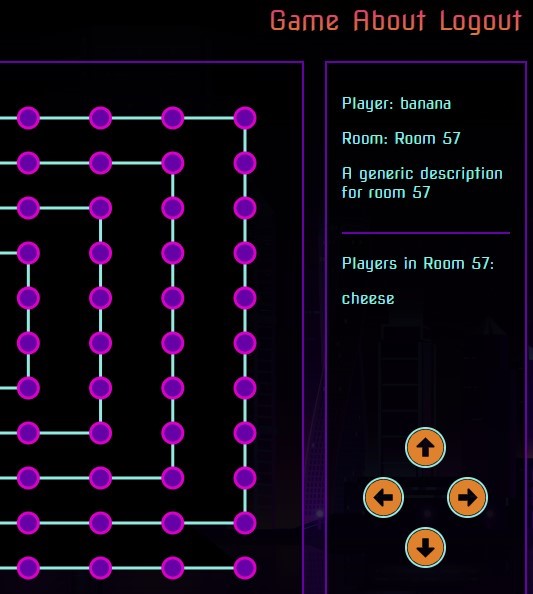 Game About Logout
Player: banana
Room: Room 57
A generic description
for room 57
Players in Room 57:
cheese